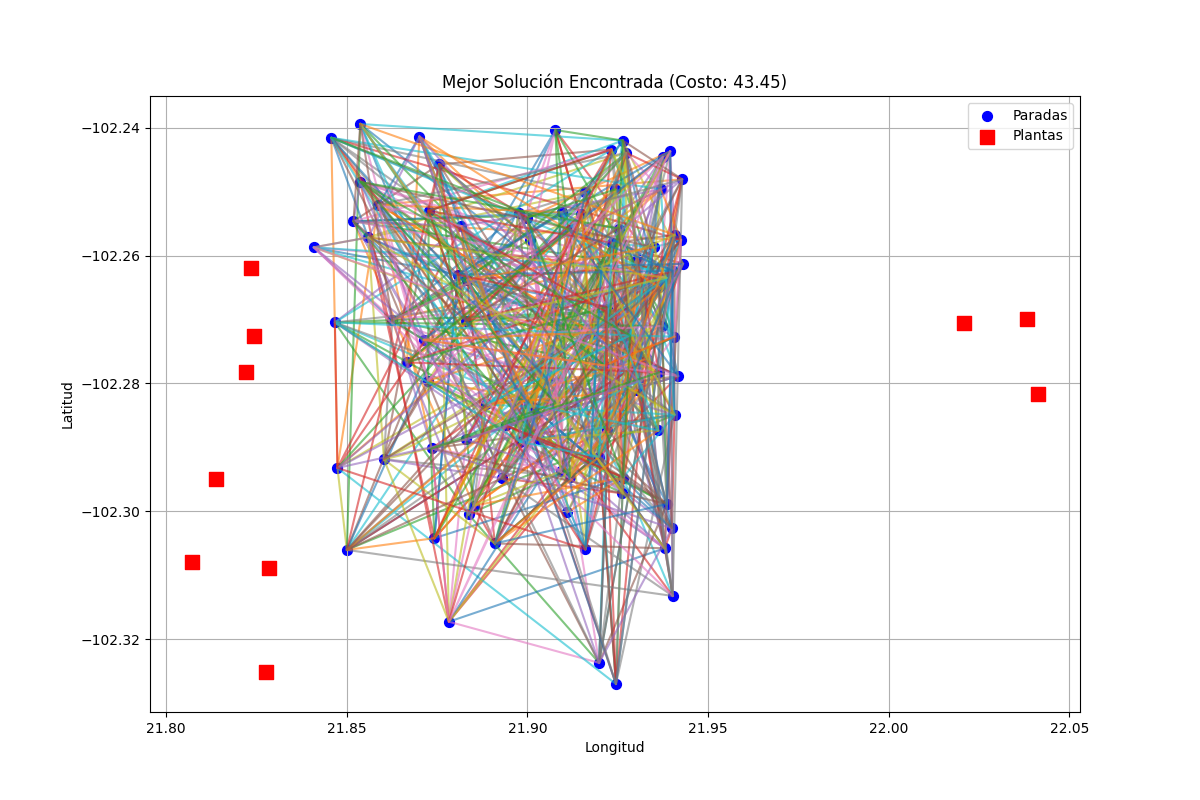 Mejor Solución Encontrada (Costo: 43.45)
Paradas
Plantas
Latitud
−102.24
−102.26
−102.28
−102.30
−102.32
21.80 21.85 21.90 21.95 22.00 22.05
Longitud